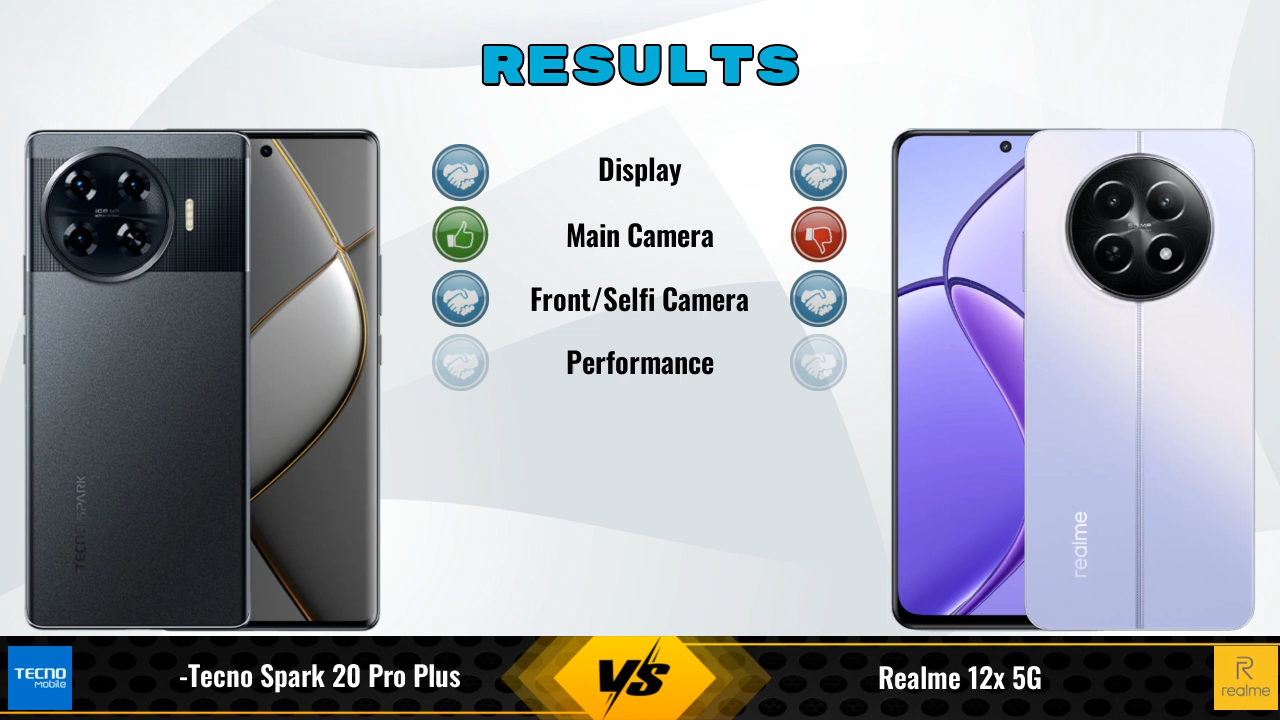 RESULTS
Display
Main Camera
Front/Selfi Camera
Performance
TECNO SPARK
realme
TECNO
mobile
-Tecno Spark 20 Pro Plus
VS
Realme 12x 5G
R
realme